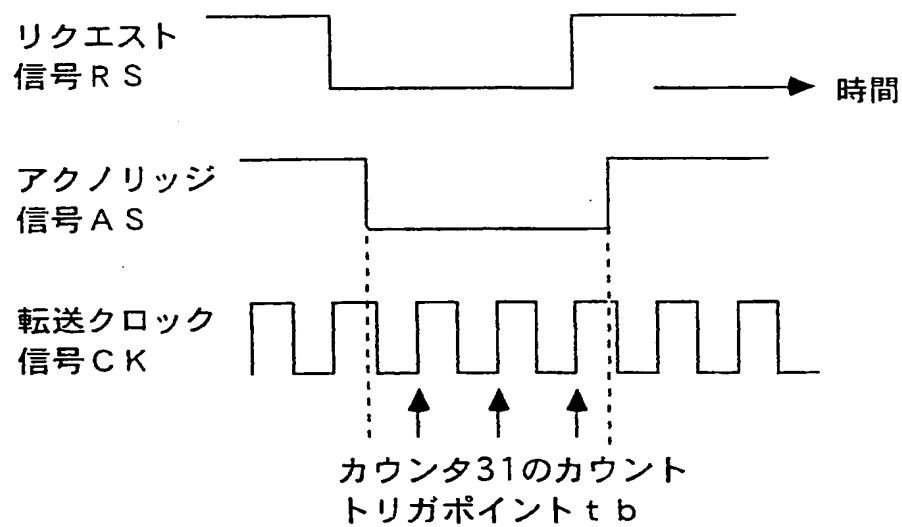 リクエスト
信号RS
時間
アクノリッジ
信号AS
転送クロック
信号CK
カウンタ31のカウント
トリガポイントtb